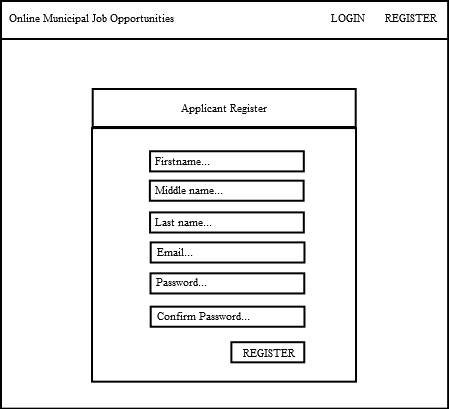 Online Municipal Job Opportunities LOGIN REGISTER
Applicant Register
Firstname...
Middle name...
Last name...
Email...
Password...
Confirm Password...
REGISTER